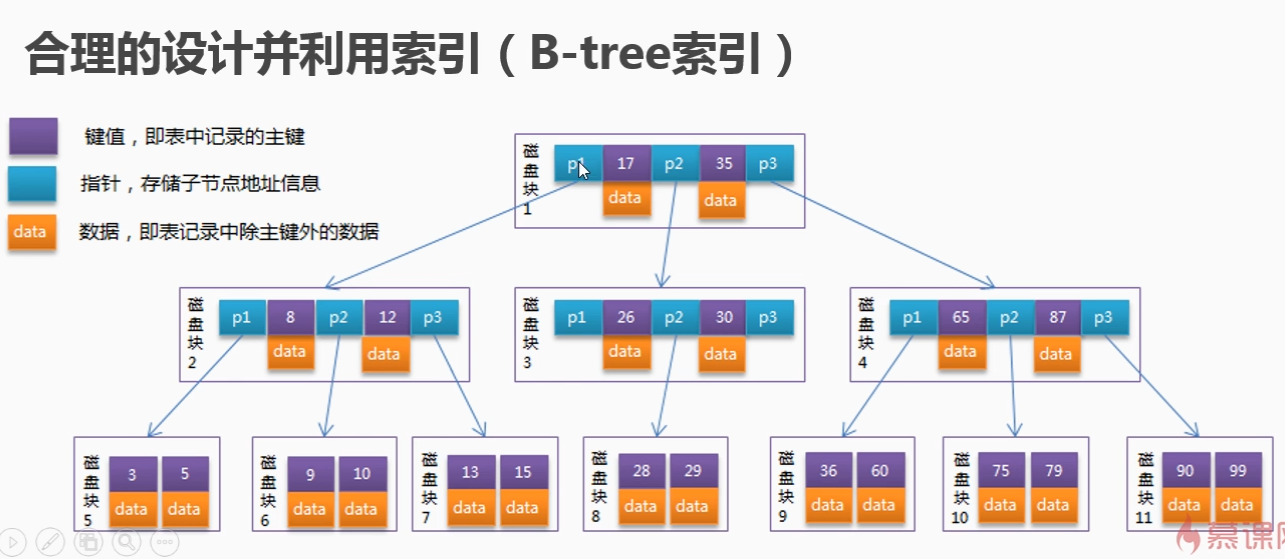 合理的设计并利用索引（B-tree索引）
键值，即表中记录的主键
指针，存储子节点地址信息
data 数据，即表记录中除主键外的数据
磁盘块1
p1 17 p2 35 p3
data data
磁盘块2
p1 8 p2 12 p3
data data
磁盘块3
p1 26 p2 30 p3
data data
磁盘块4
p1 65 p2 87 p3
data data
磁盘块5
3 5
data data
磁盘块6
9 10
data data
磁盘块7
13 15
data data
磁盘块8
28 29
data data
磁盘块9
36 60
data data
磁盘块10
75 79
data data
磁盘块11
90 99
data data
慕课